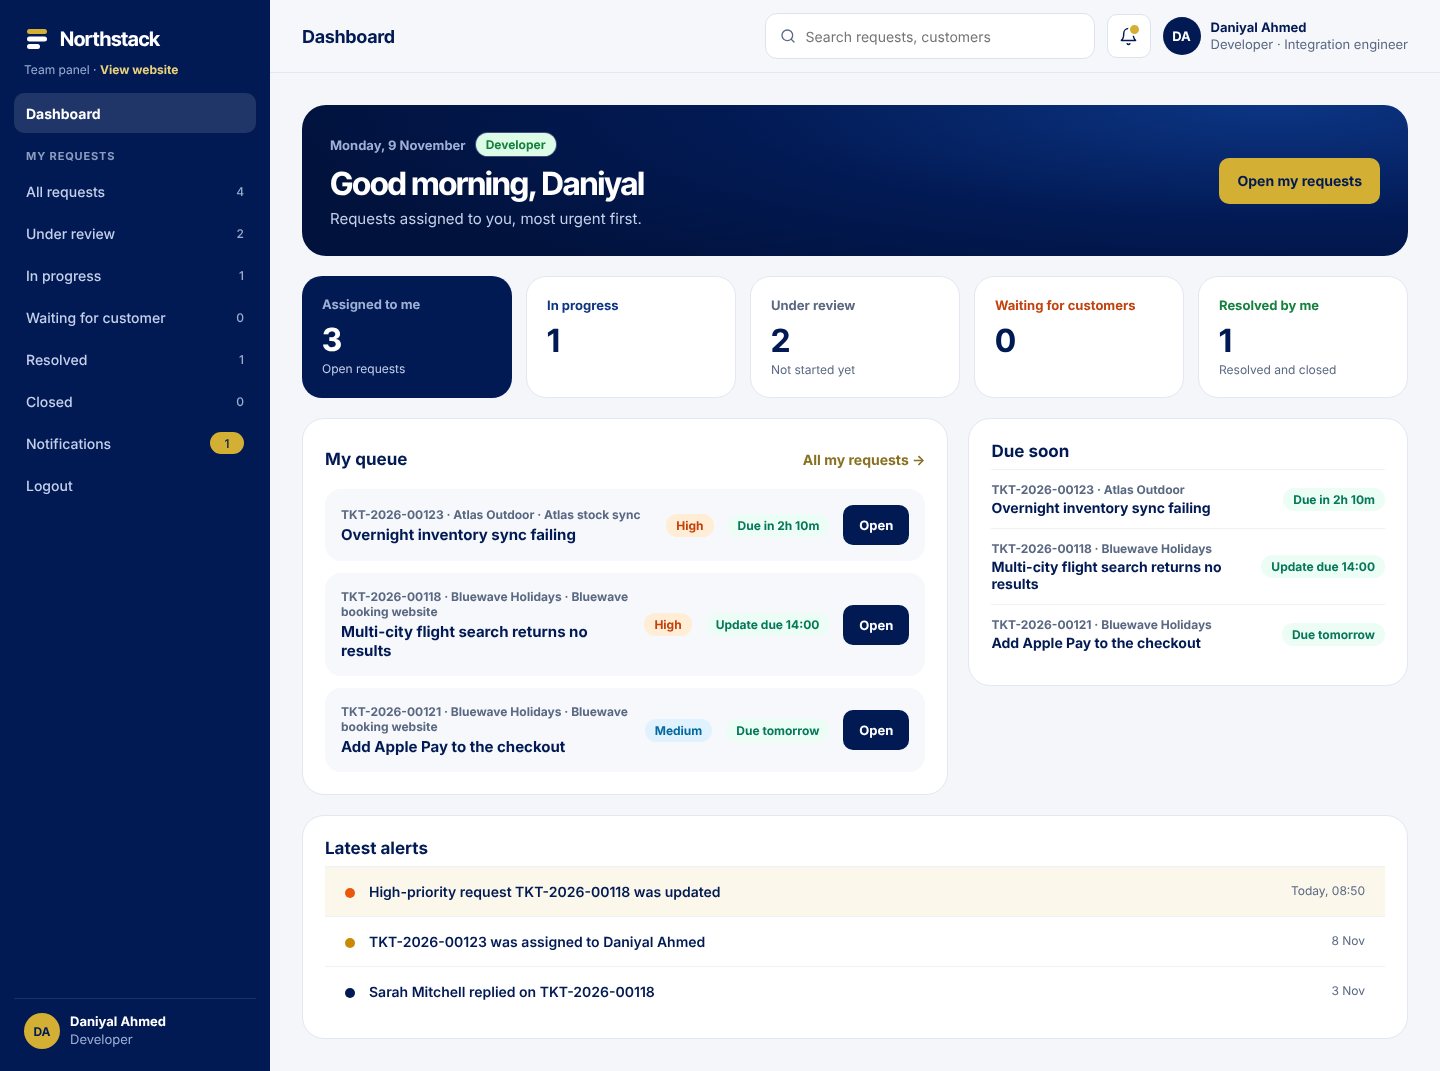 Northstack
Team panel · View website
Dashboard
MY REQUESTS
All requests 4
Under review 2
In progress 1
Waiting for customer 0
Resolved 1
Closed 0
Notifications 1
Logout
DA
Daniyal Ahmed
Developer
Dashboard
Search requests, customers
DA
Daniyal Ahmed
Developer · Integration engineer
Monday, 9 November Developer
Good morning, Daniyal
Requests assigned to you, most urgent first.
Open my requests
Assigned to me
3
Open requests
In progress
1
Under review
2
Not started yet
Waiting for customers
0
Resolved by me
1
Resolved and closed
My queue
All my requests →
TKT-2026-00123 · Atlas Outdoor · Atlas stock sync
Overnight inventory sync failing
High
Due in 2h 10m
Open
TKT-2026-00118 · Bluewave Holidays · Bluewave
booking website
Multi-city flight search returns no
results
High
Update due 14:00
Open
TKT-2026-00121 · Bluewave Holidays · Bluewave
booking website
Add Apple Pay to the checkout
Medium
Due tomorrow
Open
Due soon
TKT-2026-00123 · Atlas Outdoor
Overnight inventory sync failing
Due in 2h 10m
TKT-2026-00118 · Bluewave Holidays
Multi-city flight search returns no
results
Update due 14:00
TKT-2026-00121 · Bluewave Holidays
Add Apple Pay to the checkout
Due tomorrow
Latest alerts
High-priority request TKT-2026-00118 was updated
Today, 08:50
TKT-2026-00123 was assigned to Daniyal Ahmed
8 Nov
Sarah Mitchell replied on TKT-2026-00118
3 Nov